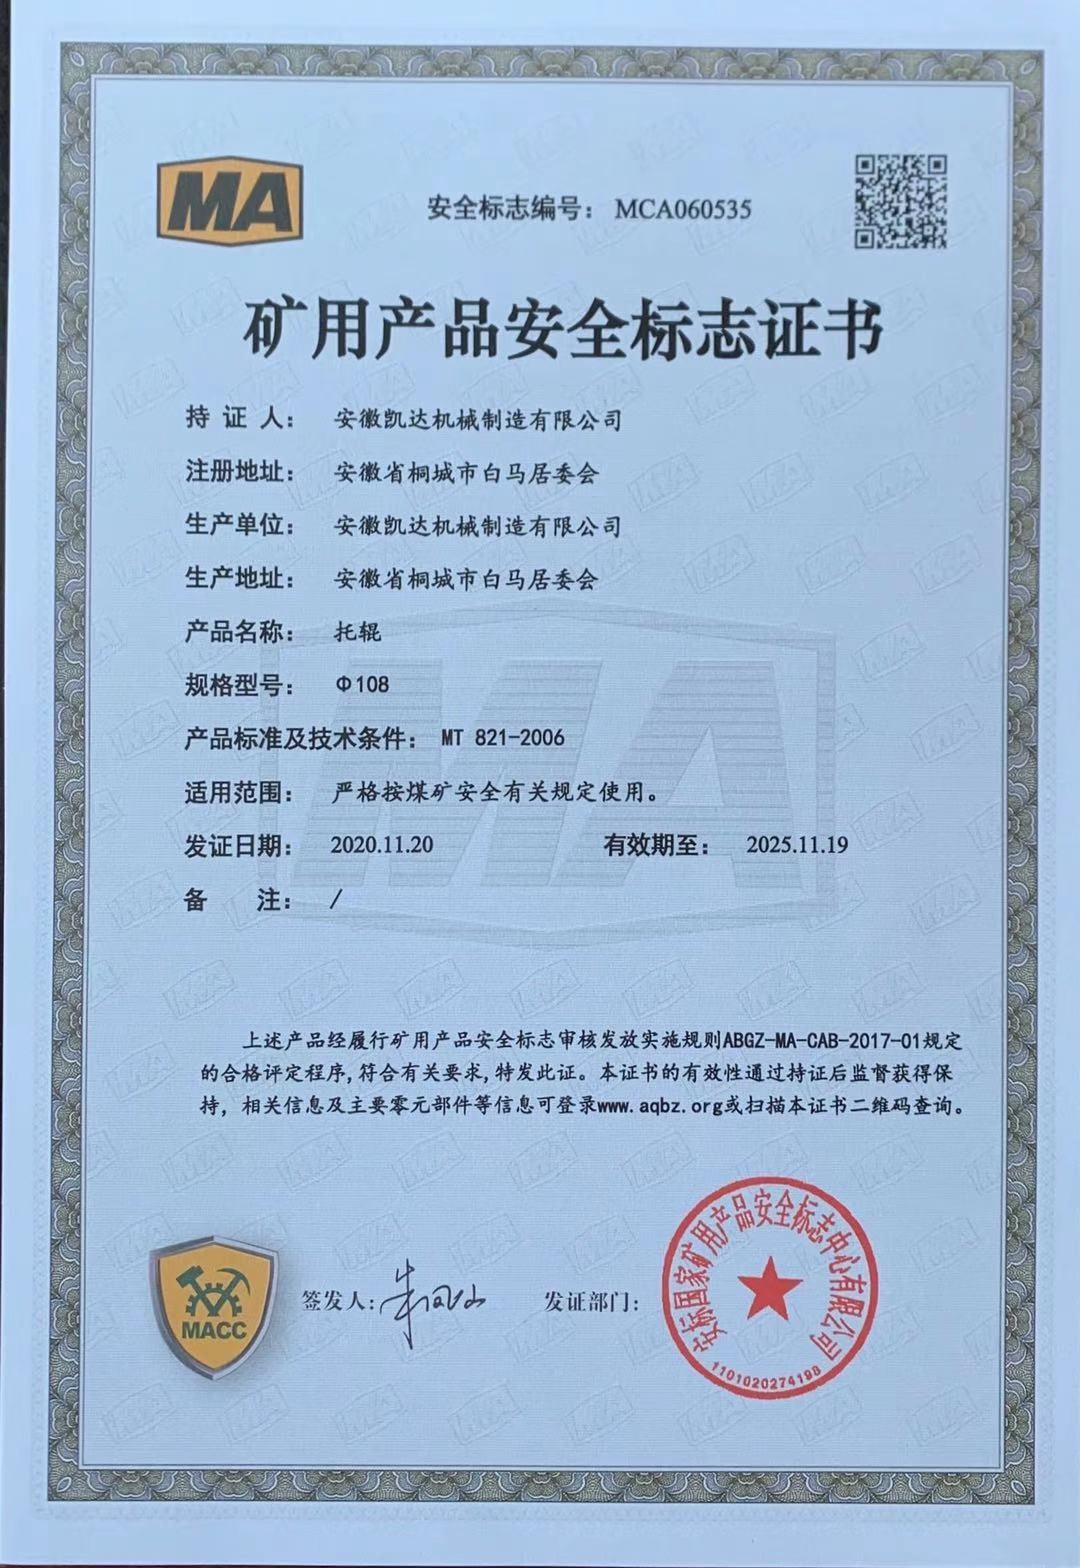 MA
安全标志编号： MCA060535
矿用产品安全标志证书
持 证 人： 安徽凯达机械制造有限公司
注册地址： 安徽省桐城市白马居委会
生产单位： 安徽凯达机械制造有限公司
生产地址： 安徽省桐城市白马居委会
产品名称： 托辊
规格型号： Φ108
产品标准及技术条件： MT 821-2006
适用范围： 严格按煤矿安全有关规定使用。
发证日期： 2020.11.20 有效期至： 2025.11.19
备 注： /
上述产品经履行矿用产品安全标志审核发放实施规则ABGZ-MA-CAB-2017-01规定
的合格评定程序,符合有关要求,特发此证。本证书的有效性通过持证后监督获得保
持，相关信息及主要零元部件等信息可登录www.aqbz.org或扫描本证书二维码查询。
MACC
签发人:
发证部门:
安标国家矿用产品安全标志中心有限公司
1101020274198